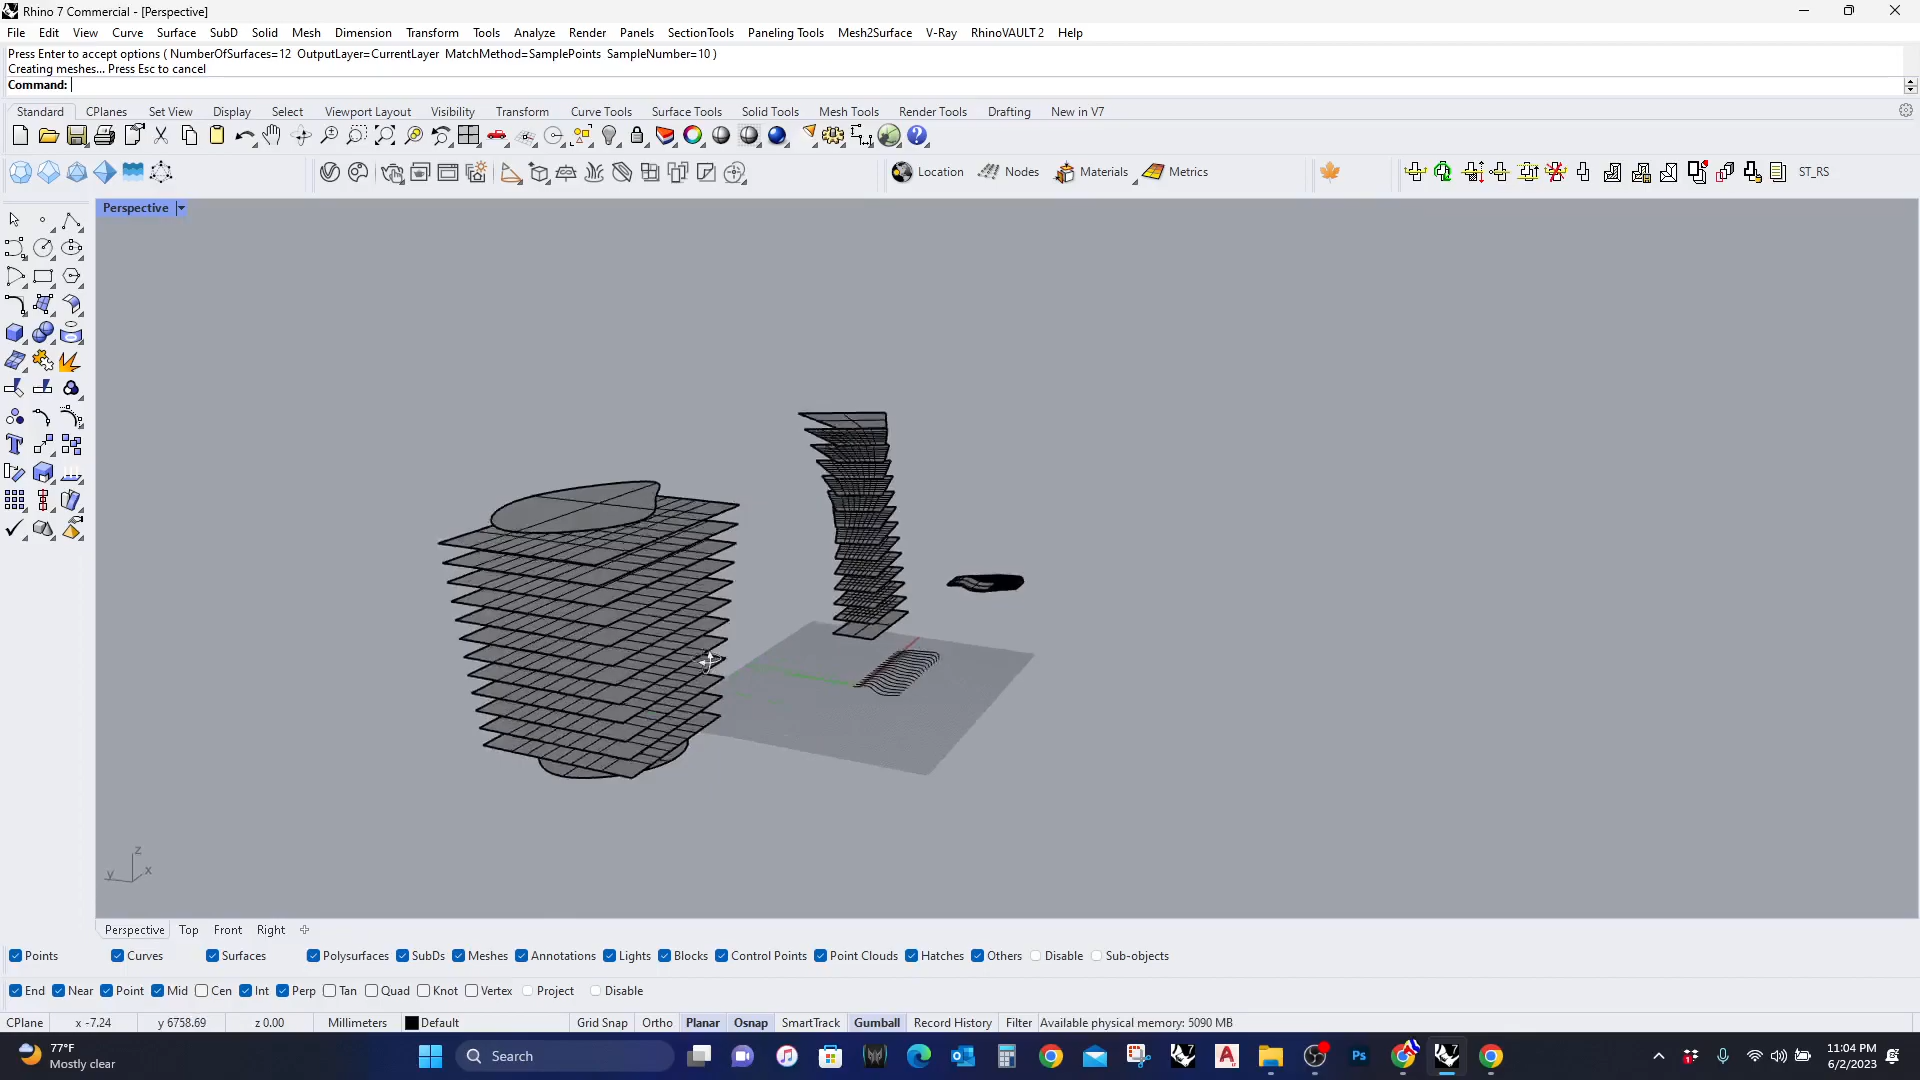 Rhino 7 Commercial - [Perspective]
File Edit View Curve Surface SubD Solid Mesh Dimension Transform Tools Analyze Render Panels SectionTools Paneling Tools Mesh2Surface V-Ray RhinoVAULT 2 Help
Press Enter to accept options ( NumberOfSurfaces=12 OutputLayer=CurrentLayer MatchMethod=SamplePoints SampleNumber=10 )
Creating meshes... Press Esc to cancel
Command:
Standard CPlanes Set View Display Select Viewport Layout Visibility Transform Curve Tools Surface Tools Solid Tools Mesh Tools Render Tools Drafting New in V7
Location Nodes Materials Metrics ST_RS
Perspective
z
y x
Perspective Top Front Right
Points Curves Surfaces Polysurfaces SubDs Meshes Annotations Lights Blocks Control Points Point Clouds Hatches Others Disable Sub-objects
End Near Point Mid Cen Int Perp Tan Quad Knot Vertex Project Disable
CPlane x -7.24 y 6758.69 z 0.00 Millimeters Default Grid Snap Ortho Planar Osnap SmartTrack Gumball Record History Filter Available physical memory: 5090 MB
77°F
Mostly clear
Search
Ps
11:04 PM
6/2/2023